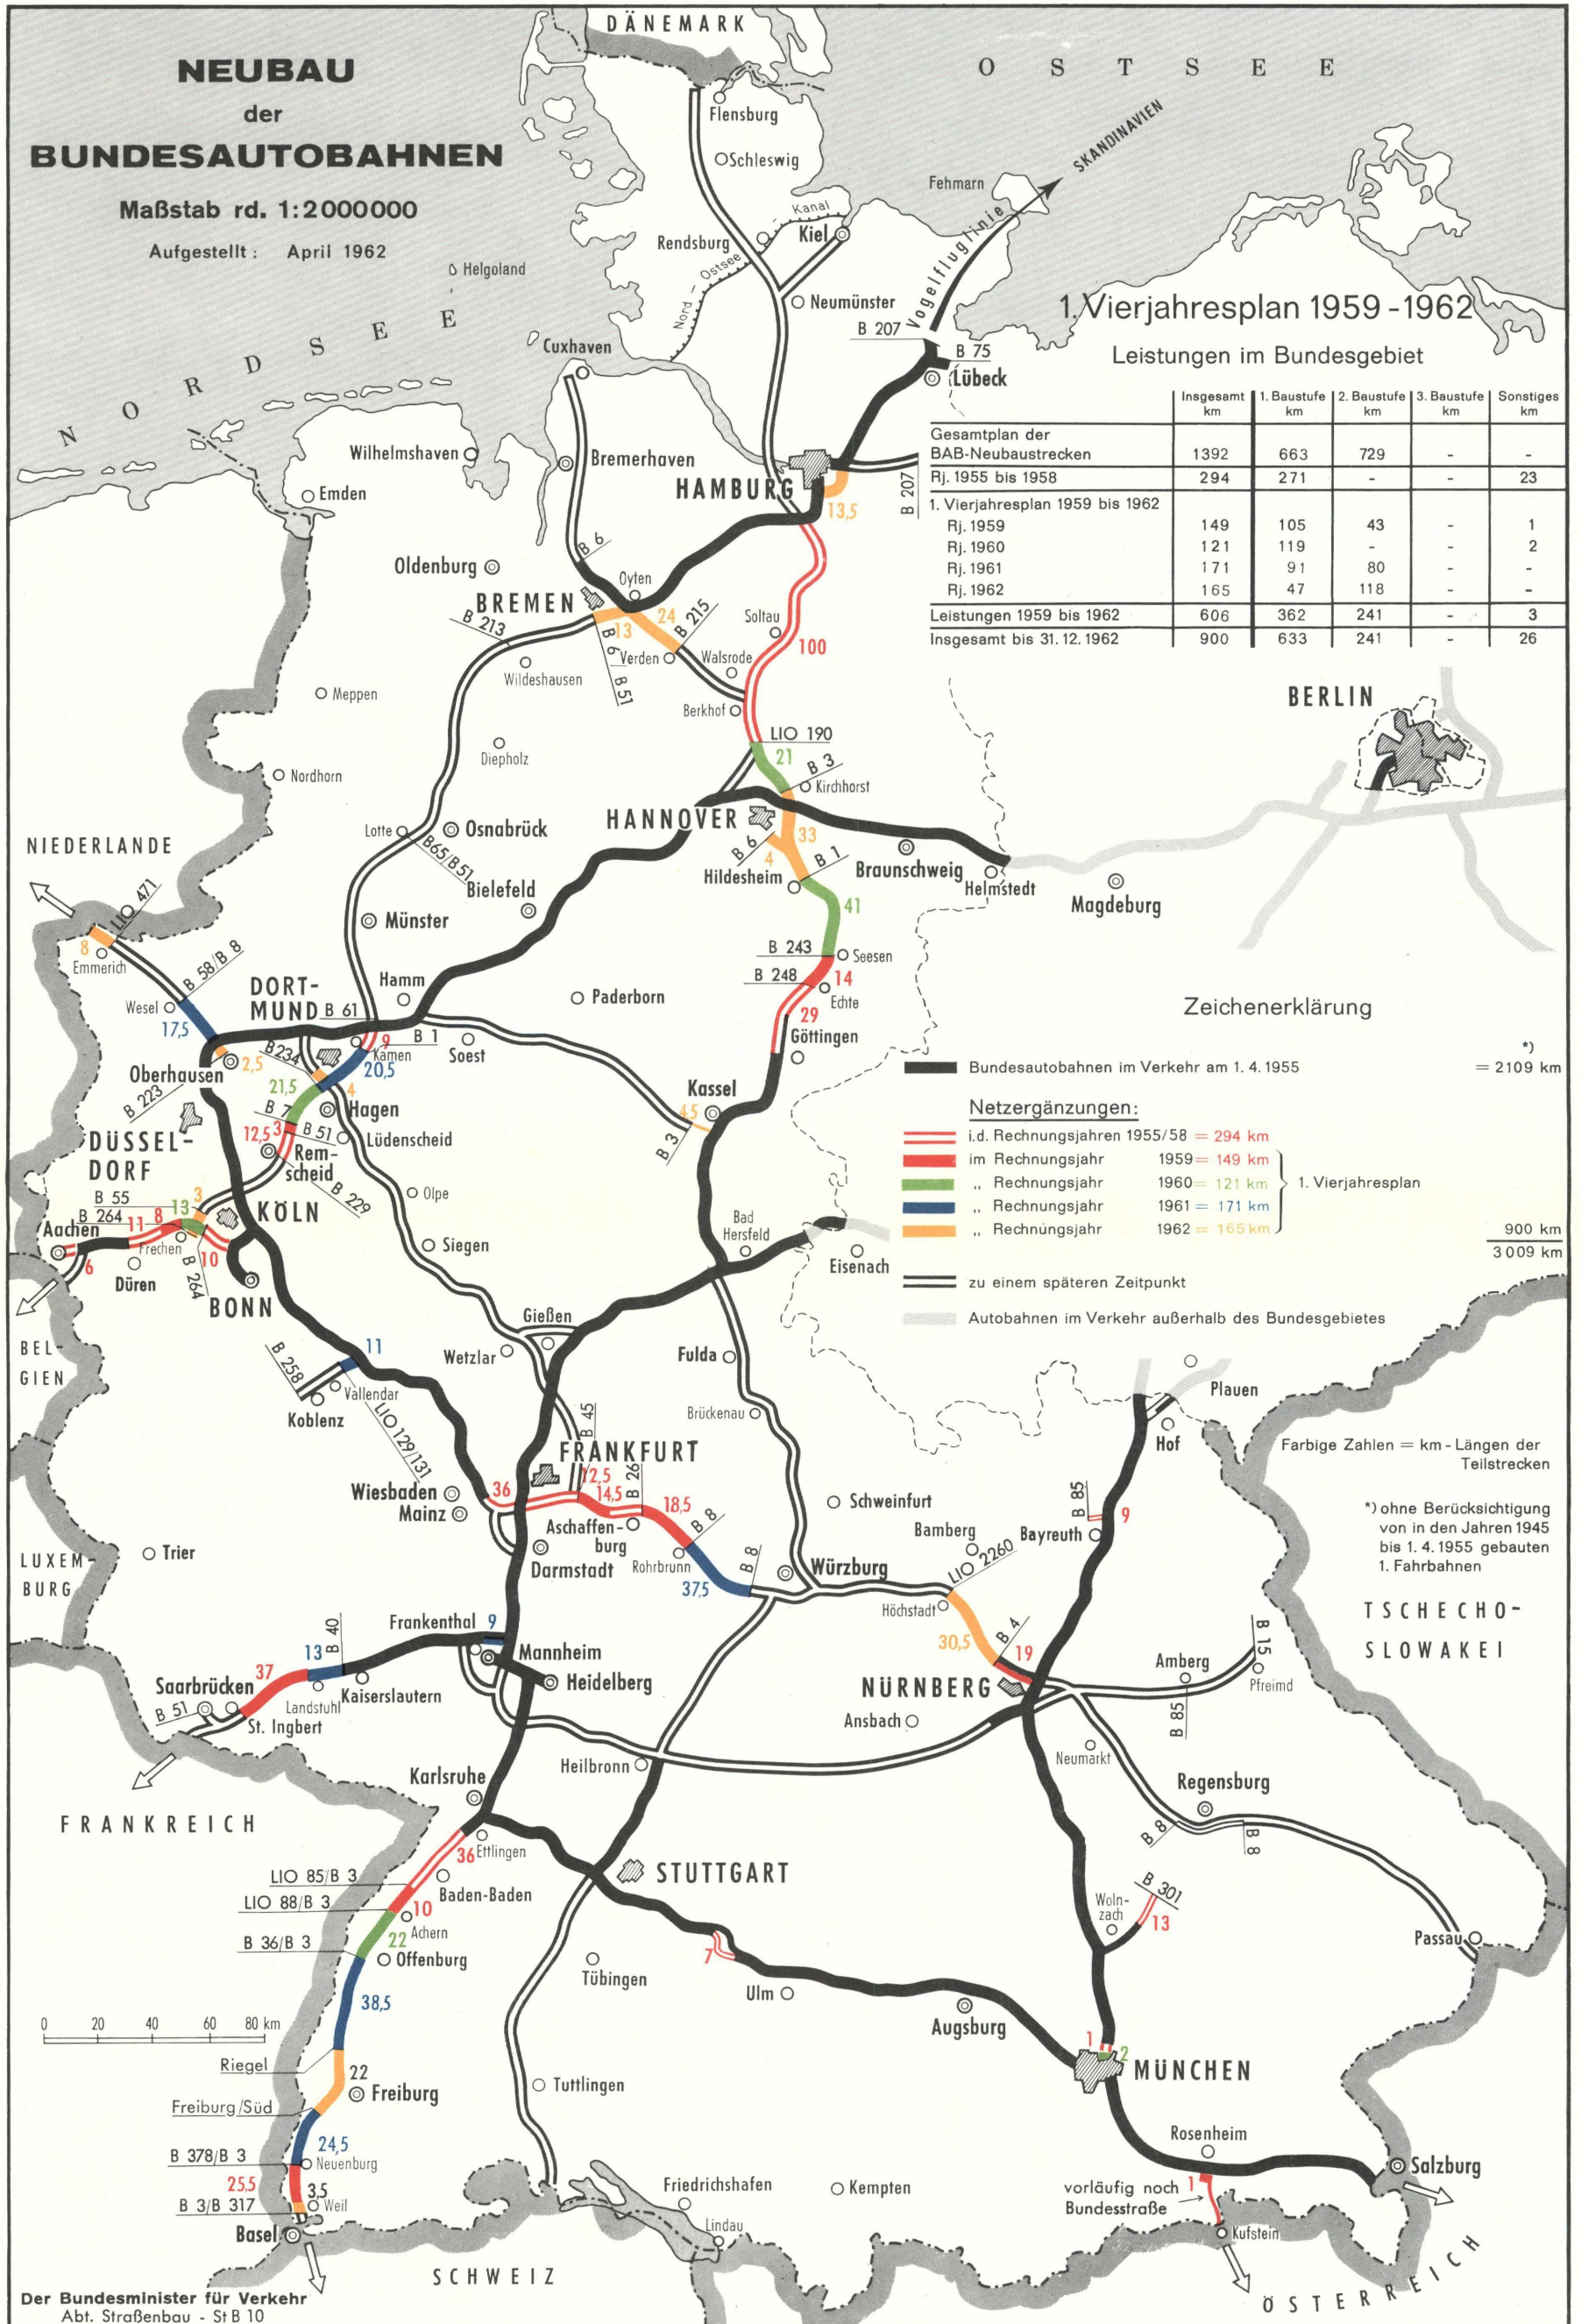 NEUBAU
der
BUNDESAUTOBAHNEN
Maßstab rd. 1:2000000
Aufgestellt : April 1962
DÄNEMARK
OSTSEE
NORDSEE
SKANDINAVIEN
Vogelfluglinie
Fehmarn
Flensburg
Schleswig
Kanal
Rendsburg
Kiel
Nord - Ostsee
Helgoland
Neumünster
B 207
B 75
Lübeck
Cuxhaven
Wilhelmshaven
Bremerhaven
Emden
HAMBURG
13,5
B 207
1. Vierjahresplan 1959 - 1962
Leistungen im Bundesgebiet
Insgesamt km 1. Baustufe km 2. Baustufe km 3. Baustufe km Sonstiges km
Gesamtplan der
BAB-Neubaustrecken 1392 663 729 - -
Rj. 1955 bis 1958 294 271 - - 23
1. Vierjahresplan 1959 bis 1962
Rj. 1959 149 105 43 - 1
Rj. 1960 121 119 - - 2
Rj. 1961 171 91 80 - -
Rj. 1962 165 47 118 - -
Leistungen 1959 bis 1962 606 362 241 - 3
Insgesamt bis 31. 12. 1962 900 633 241 - 26
Oldenburg
B 6
Oyten
BREMEN
B 213
13
24
B 215
B 6
B 51
Soltau
100
Verden
Walsrode
Wildeshausen
Meppen
Berkhof
LIO 190
21
B 3
Kirchhorst
Diepholz
Nordhorn
BERLIN
HANNOVER
33
B 6
4
B 1
Lotte
Osnabrück
B65/B51
Bielefeld
Hildesheim
Braunschweig
Helmstedt
Magdeburg
41
NIEDERLANDE
LIO 471
8
Emmerich
B 58/B 8
Münster
B 243
Seesen
B 248
14
Echte
29
Göttingen
Wesel
17,5
DORT-
MUND
B 61
Hamm
Paderborn
9
B 1
Kamen
Soest
B234
20,5
2,5
Oberhausen
21,5
4
B 223
Hagen
B 7
B 51
Lüdenscheid
12,5
3
Rem-
scheid
B 229
DÜSSEL-
DORF
Kassel
4,5
B 3
Olpe
B 55
3
B 264
13
8
11
KÖLN
Aachen
Frechen
6
10
B 264
Düren
Siegen
BONN
Bad
Hersfeld
Eisenach
Zeichenerklärung
Bundesautobahnen im Verkehr am 1. 4. 1955 *) = 2109 km
Netzergänzungen:
i.d. Rechnungsjahren 1955/58 = 294 km
im Rechnungsjahr 1959 = 149 km
„ Rechnungsjahr 1960 = 121 km
„ Rechnungsjahr 1961 = 171 km
„ Rechnungsjahr 1962 = 165 km
1. Vierjahresplan
900 km
3009 km
zu einem späteren Zeitpunkt
Autobahnen im Verkehr außerhalb des Bundesgebietes
BEL-
GIEN
Gießen
Wetzlar
Fulda
11
B 258
Vallendar
Koblenz
LIO 129/131
Brückenau
B 45
Plauen
Hof
Farbige Zahlen = km - Längen der
Teilstrecken
*) ohne Berücksichtigung
von in den Jahren 1945
bis 1. 4. 1955 gebauten
1. Fahrbahnen
FRANKFURT
Wiesbaden
Mainz
36
12,5
14,5
B 26
18,5
Aschaffen-
burg
B 8
Rohrbrunn
37,5
B 8
Darmstadt
Schweinfurt
Bamberg
Bayreuth
B 85
9
Würzburg
LIO 2260
Höchstadt
30,5
B 4
19
LUXEM-
BURG
Trier
TSCHECHO-
SLOWAKEI
Frankenthal
9
13
B 40
37
Mannheim
Heidelberg
Saarbrücken
Landstuhl
Kaiserslautern
B 51
St. Ingbert
NÜRNBERG
Amberg
B 15
Pfreimd
B 85
Ansbach
Neumarkt
Heilbronn
Regensburg
B 8
B 8
Karlsruhe
FRANKREICH
Ettlingen
36
LIO 85/B 3
Baden-Baden
LIO 88/B 3
10
Achern
B 36/B 3
22
Offenburg
STUTTGART
Woln-
zach
B 301
13
Passau
7
Tübingen
Ulm
Augsburg
38,5
0 20 40 60 80 km
Riegel
22
Freiburg
Freiburg/Süd
Tuttlingen
1
2
MÜNCHEN
24,5
B 378/B 3
Neuenburg
25,5
3,5
B 3/B 317
Weil
Basel
Rosenheim
Salzburg
vorläufig noch
Bundesstraße
1
Kufstein
Friedrichshafen
Kempten
Lindau
SCHWEIZ
ÖSTERREICH
Der Bundesminister für Verkehr
Abt. Straßenbau - St B 10